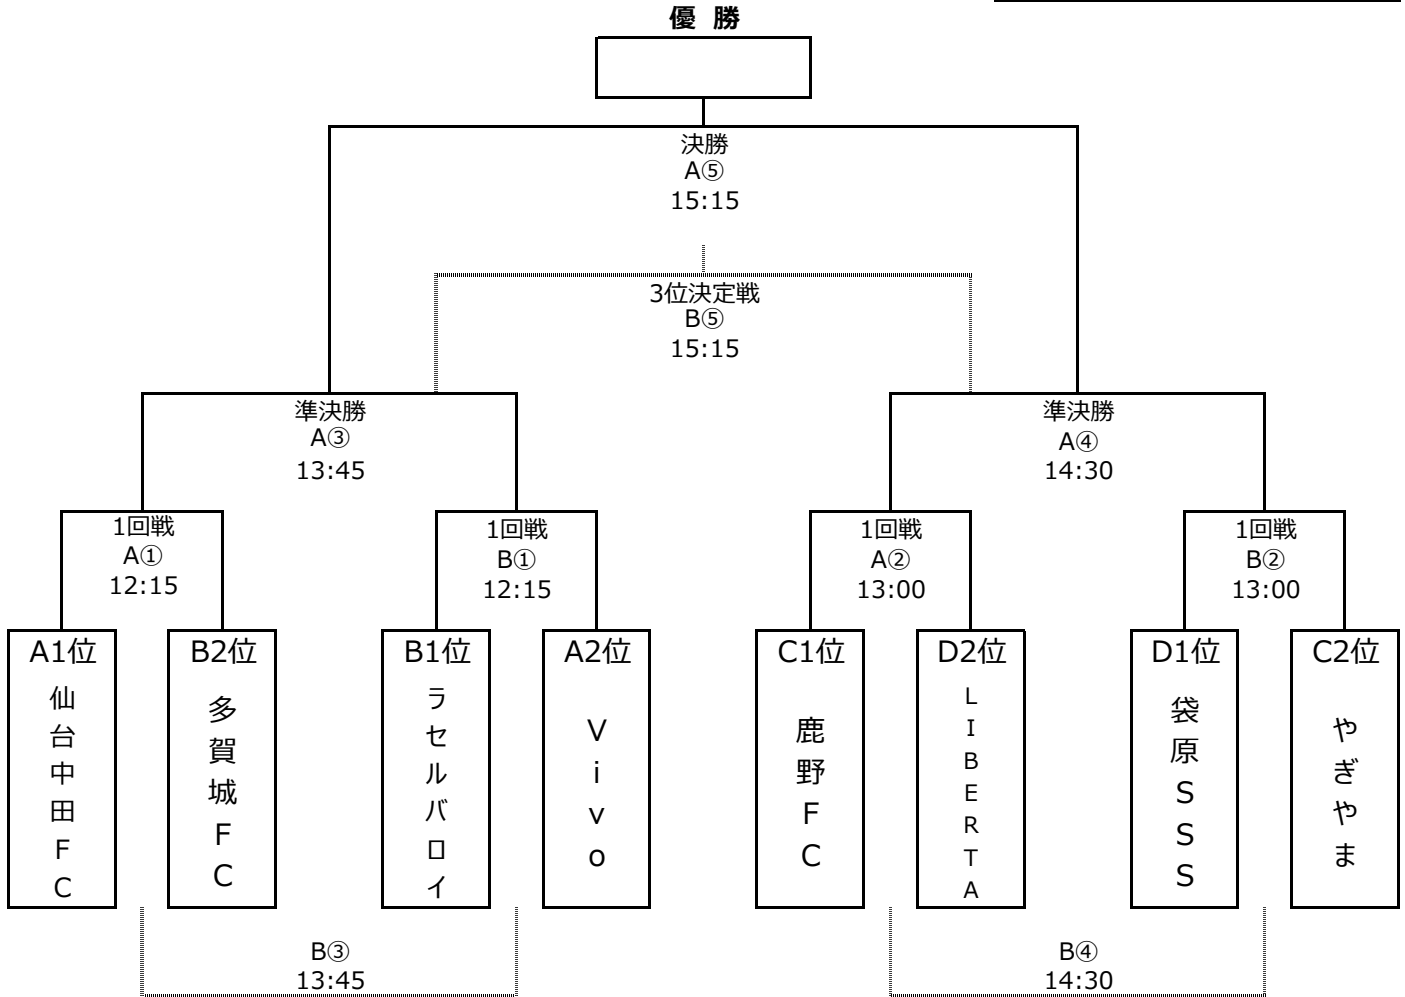 優 勝
決勝
A⑤
15:15
3位決定戦
B⑤
15:15
準決勝
A③
13:45
準決勝
A④
14:30
1回戦
A①
12:15
1回戦
B①
12:15
1回戦
A②
13:00
1回戦
B②
13:00
A1位
仙台中田FC
B2位
多賀城FC
B1位
ラセルバロイ
A2位
Vivo
C1位
鹿野FC
D2位
LIBERTA
D1位
袋原SSS
C2位
やぎやま
B③
13:45
B④
14:30